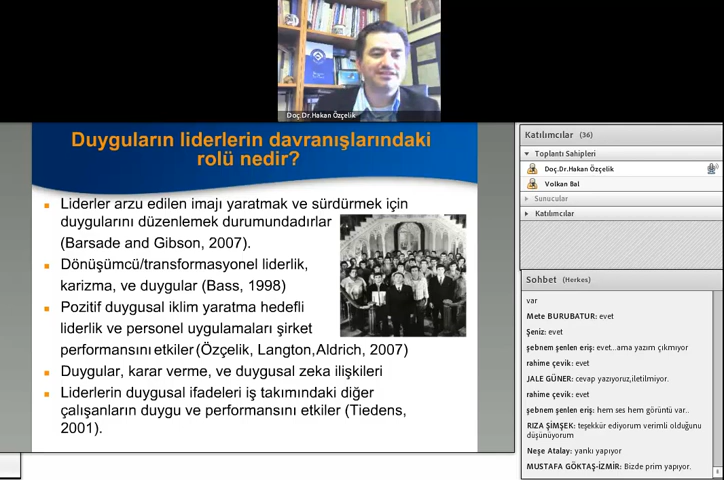 Doç.Dr.Hakan Özçelik
Duyguların liderlerin davranışlarındaki
rolü nedir?
Liderler arzu edilen imajı yaratmak ve sürdürmek için
duygularını düzenlemek durumundadırlar
(Barsade and Gibson, 2007).
Dönüşümcü/transformasyonel liderlik,
karizma, ve duygular (Bass, 1998)
Pozitif duygusal iklim yaratma hedefli
liderlik ve personel uygulamaları şirket
performansını etkiler (Özçelik, Langton,Aldrich, 2007)
Duygular, karar verme, ve duygusal zeka ilişkileri
Liderlerin duygusal ifadeleri iş takımındaki diğer
çalışanların duygu ve performansını etkiler (Tiedens,
2001).
Katılımcılar (36)
Toplantı Sahipleri
Doç.Dr.Hakan Özçelik
Volkan Bal
Sunucular
Katılımcılar
Sohbet (Herkes)
var
Mete BURUBATUR: evet
Şeniz: evet
şebnem şenlen eriş: evet...ama yazım çıkmıyor
rahime çevik: evet
JALE GÜNER: cevap yazıyoruz,iletilmiyor.
rahime çevik: evet
şebnem şenlen eriş: hem ses hem görüntü var..
RIZA ŞİMŞEK: teşekkür ediyorum verimli olduğunu
düşünüyorum
Neşe Atalay: yankı yapıyor
MUSTAFA GÖKTAŞ-İZMİR: Bizde prim yapıyor.